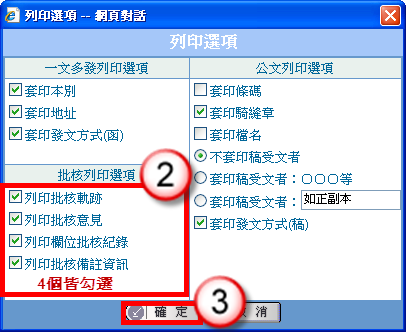 列印選項 -- 網頁對話
列印選項
一文多發列印選項
套印本別
套印地址
套印發文方式(函)
批核列印選項
2
列印批核軌跡
列印批核意見
列印欄位批核紀錄
列印批核備註資訊
4個皆勾選
公文列印選項
套印條碼
套印騎縫章
套印檔名
不套印稿受文者
套印稿受文者：○○○等
套印稿受文者：
如正副本
套印發文方式(稿)
確 定
3
消